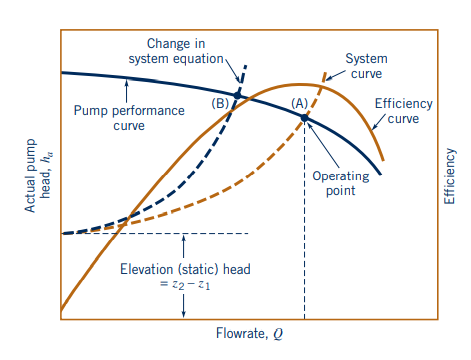 Change in
system equation
System
curve
(B)
(A)
Efficiency
curve
Pump performance
curve
Operating
point
Actual pump
head, hₐ
Efficiency
Elevation (static) head
= z₂ – z₁
Flowrate, Q